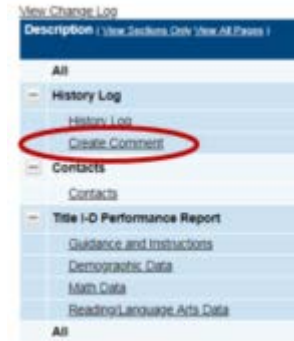 View Change Log
Description ( View Sections Only View All Pages )
All
History Log
History Log
Create Comment
Contacts
Contacts
Title I-D Performance Report
Guidance and Instructions
Demographic Data
Math Data
Reading/Language Arts Data
All